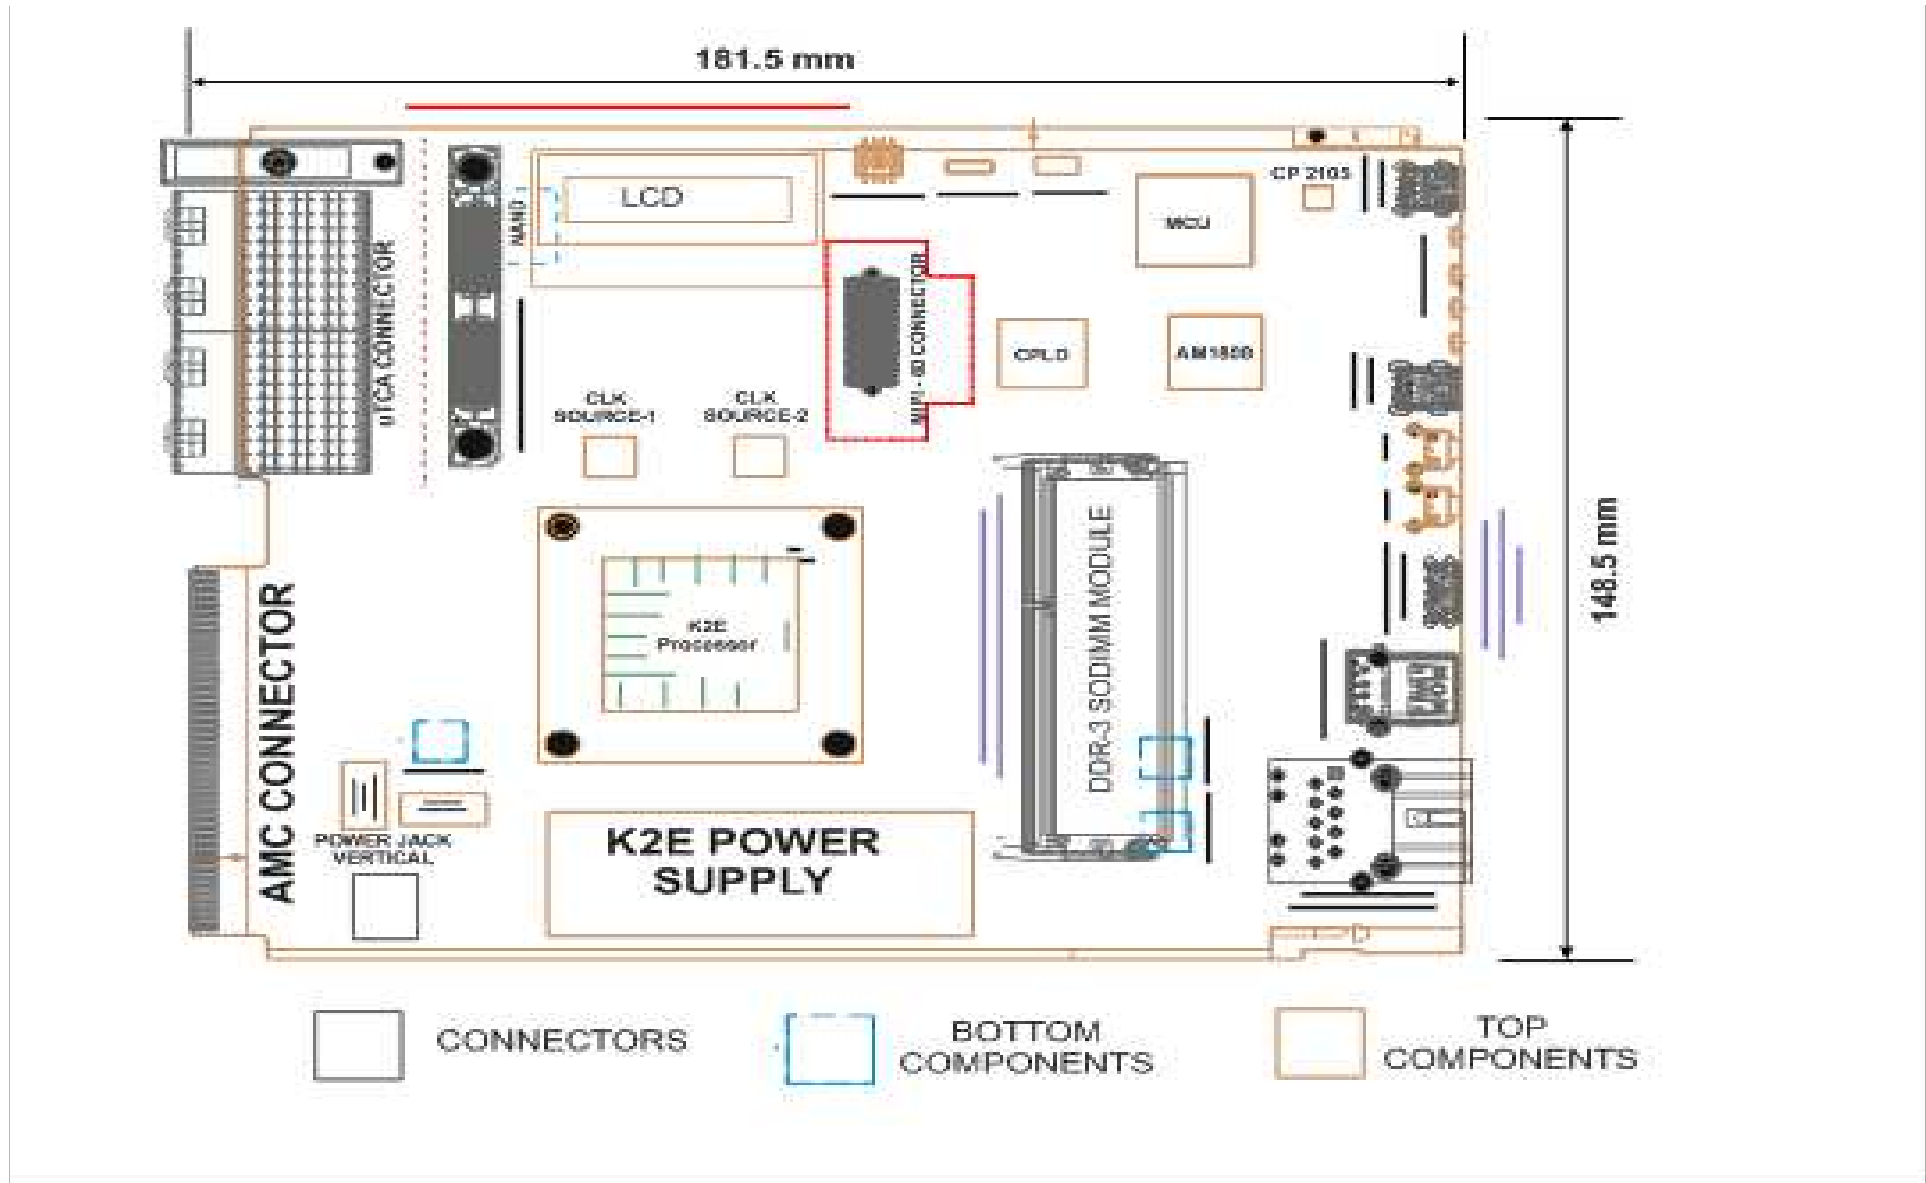 181.5 mm
CP 2105
LCD
NAND
MCU
uTCA CONNECTOR
MIPI - 60 CONNECTOR
CPLD
AM1808
CLK
SOURCE-1
CLK
SOURCE-2
148.5 mm
DDR-3 SODIMM MODULE
K2E
Processor
AMC CONNECTOR
POWER JACK
VERTICAL
K2E POWER
SUPPLY
CONNECTORS
BOTTOM
COMPONENTS
TOP
COMPONENTS